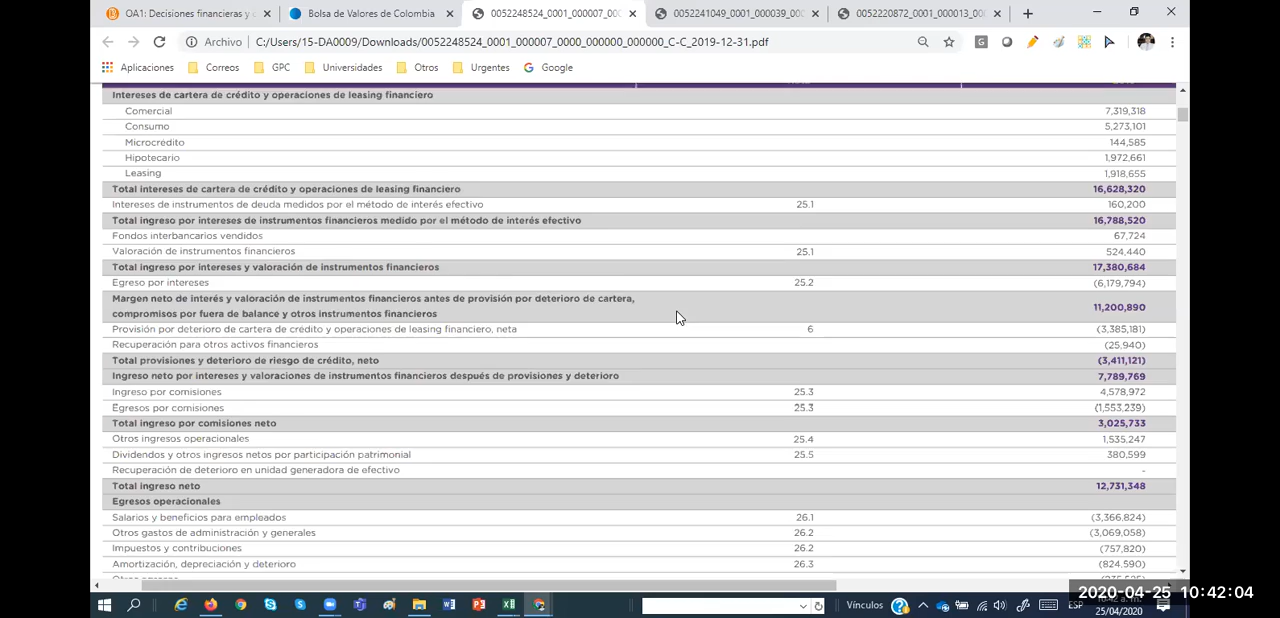 OA1: Decisiones financieras y
Bolsa de Valores de Colombia
0052248524_0001_000007_00
0052241049_0001_000039_00
0052220872_0001_000013_00
Archivo | C:/Users/15-DA0009/Downloads/0052248524_0001_000007_0000_000000_000000_C-C_2019-12-31.pdf
Aplicaciones Correos GPC Universidades Otros Urgentes Google
Intereses de cartera de crédito y operaciones de leasing financiero
Comercial 7,319,318
Consumo 5,273,101
Microcrédito 144,585
Hipotecario 1,972,661
Leasing 1,918,655
Total intereses de cartera de crédito y operaciones de leasing financiero 16,628,320
Intereses de instrumentos de deuda medidos por el método de interés efectivo 25.1 160,200
Total ingreso por intereses de instrumentos financieros medido por el método de interés efectivo 16,788,520
Fondos interbancarios vendidos 67,724
Valoración de instrumentos financieros 25.1 524,440
Total ingreso por intereses y valoración de instrumentos financieros 17,380,684
Egreso por intereses 25.2 (6,179,794)
Margen neto de interés y valoración de instrumentos financieros antes de provisión por deterioro de cartera,
compromisos por fuera de balance y otros instrumentos financieros 11,200,890
Provisión por deterioro de cartera de crédito y operaciones de leasing financiero, neta 6 (3,385,181)
Recuperación para otros activos financieros (25,940)
Total provisiones y deterioro de riesgo de crédito, neto (3,411,121)
Ingreso neto por intereses y valoraciones de instrumentos financieros después de provisiones y deterioro 7,789,769
Ingreso por comisiones 25.3 4,578,972
Egresos por comisiones 25.3 (1,553,239)
Total ingreso por comisiones neto 3,025,733
Otros ingresos operacionales 25.4 1,535,247
Dividendos y otros ingresos netos por participación patrimonial 25.5 380,599
Recuperación de deterioro en unidad generadora de efectivo -
Total ingreso neto 12,731,348
Egresos operacionales
Salarios y beneficios para empleados 26.1 (3,366,824)
Otros gastos de administración y generales 26.2 (3,069,058)
Impuestos y contribuciones 26.2 (757,820)
Amortización, depreciación y deterioro 26.3 (824,590)
Vínculos
ESP
25/04/2020
2020-04-25 10:42:04